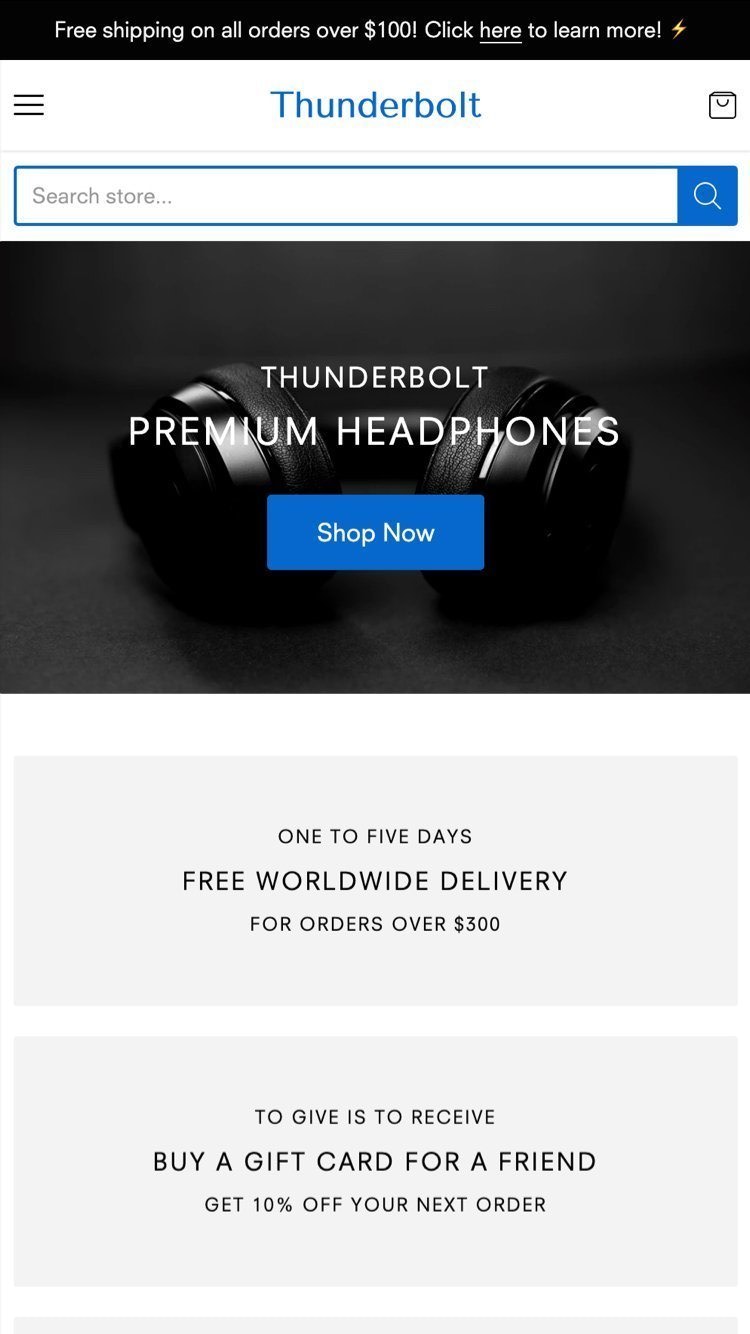 Free shipping on all orders over $100! Click here to learn more! ⚡
Thunderbolt
Search store...
THUNDERBOLT
PREMIUM HEADPHONES
Shop Now
ONE TO FIVE DAYS
FREE WORLDWIDE DELIVERY
FOR ORDERS OVER $300
TO GIVE IS TO RECEIVE
BUY A GIFT CARD FOR A FRIEND
GET 10% OFF YOUR NEXT ORDER